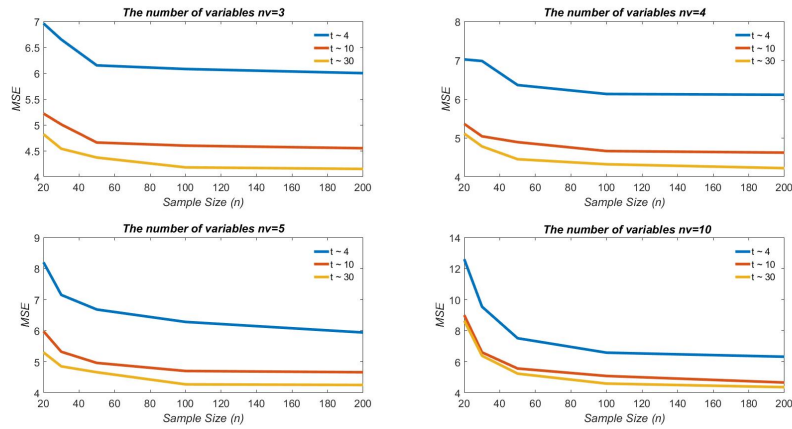 The number of variables nv=3
7
6.5
6
5.5
5
4.5
4
MSE
t ~ 4
t ~ 10
t ~ 30
20 40 60 80 100 120 140 160 180 200
Sample Size (n)
The number of variables nv=4
8
7
6
5
4
MSE
t ~ 4
t ~ 10
t ~ 30
20 40 60 80 100 120 140 160 180 200
Sample Size (n)
The number of variables nv=5
9
8
7
6
5
4
MSE
t ~ 4
t ~ 10
t ~ 30
20 40 60 80 100 120 140 160 180 200
Sample Size (n)
The number of variables nv=10
14
12
10
8
6
4
MSE
t ~ 4
t ~ 10
t ~ 30
20 40 60 80 100 120 140 160 180 200
Sample Size (n)